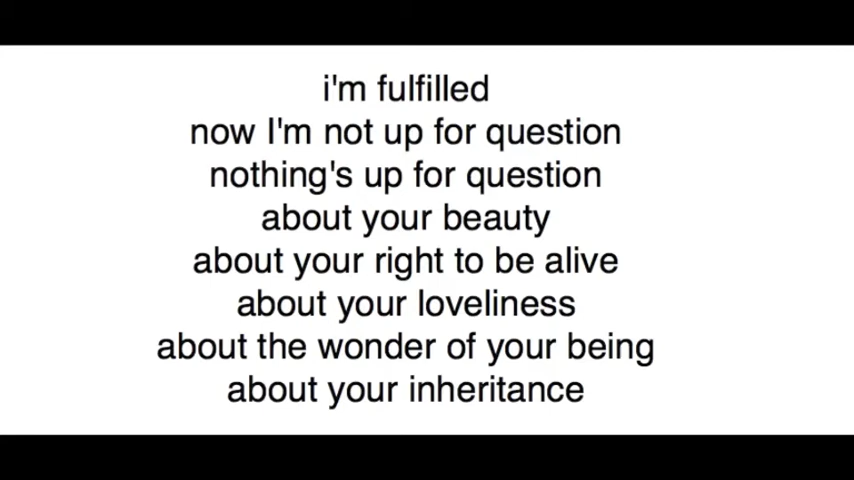 i'm fulfilled
now I'm not up for question
nothing's up for question
about your beauty
about your right to be alive
about your loveliness
about the wonder of your being
about your inheritance